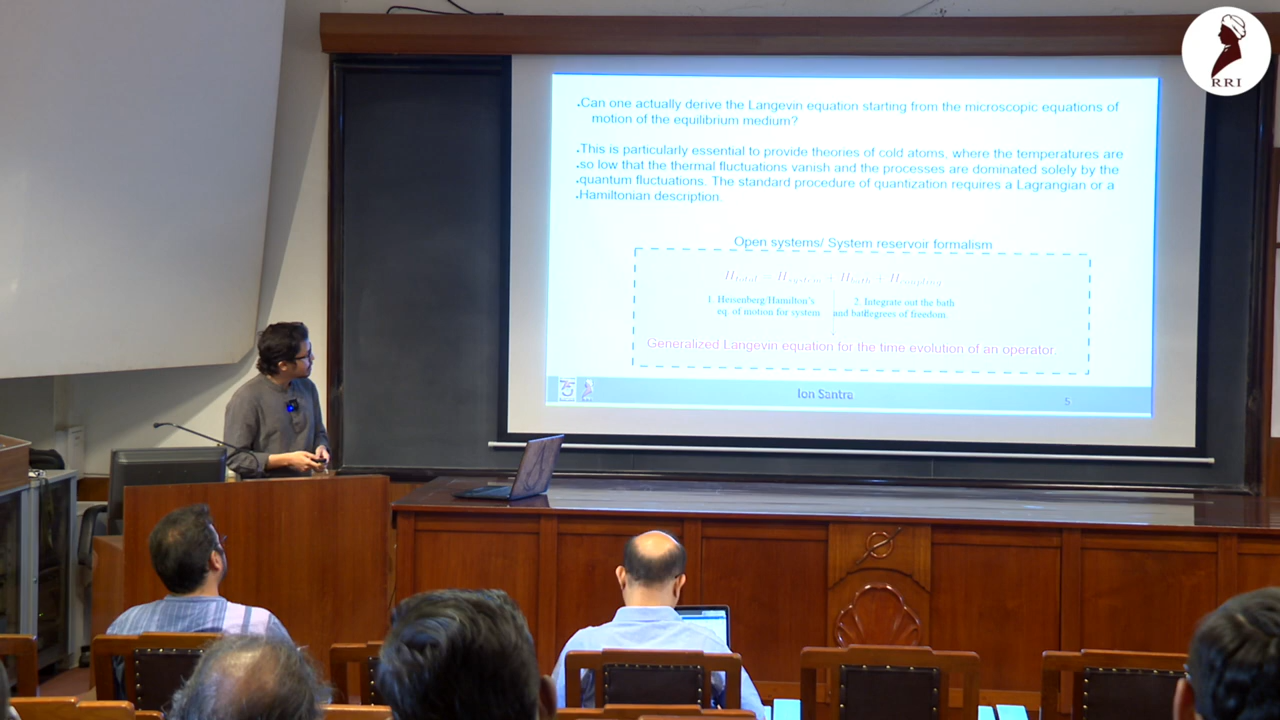 RRI
.Can one actually derive the Langevin equation starting from the microscopic equations of
motion of the equilibrium medium?
.This is particularly essential to provide theories of cold atoms, where the temperatures are
.so low that the thermal fluctuations vanish and the processes are dominated solely by the
.quantum fluctuations. The standard procedure of quantization requires a Lagrangian or a
.Hamiltonian description.
Open systems/ System reservoir formalism
H_total = H_system + H_bath + H_coupling
1. Heisenberg/Hamilton's 2. Integrate out the bath
eq. of motion for system and bath degrees of freedom.
Generalized Langevin equation for the time evolution of an operator.
75 Ion Santra 5